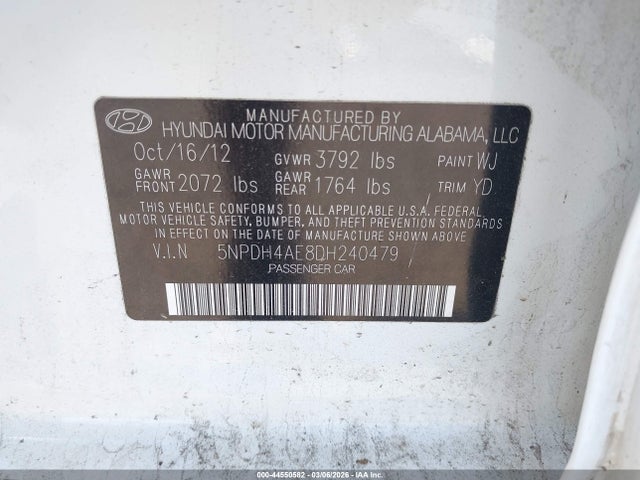 MANUFACTURED BY
HYUNDAI MOTOR MANUFACTURING ALABAMA, LLC
Oct/16/12 GVWR 3792 lbs PAINT WJ
GAWR FRONT 2072 lbs GAWR REAR 1764 lbs TRIM YD
THIS VEHICLE CONFORMS TO ALL APPLICABLE U.S.A. FEDERAL
MOTOR VEHICLE SAFETY, BUMPER, AND THEFT PREVENTION STANDARDS
IN EFFECT ON THE DATE OF MANUFACTURE SHOWN ABOVE.
V.I.N 5NPDH4AE8DH240479
PASSENGER CAR
000-44550582 - 03/06/2026 - IAA Inc.